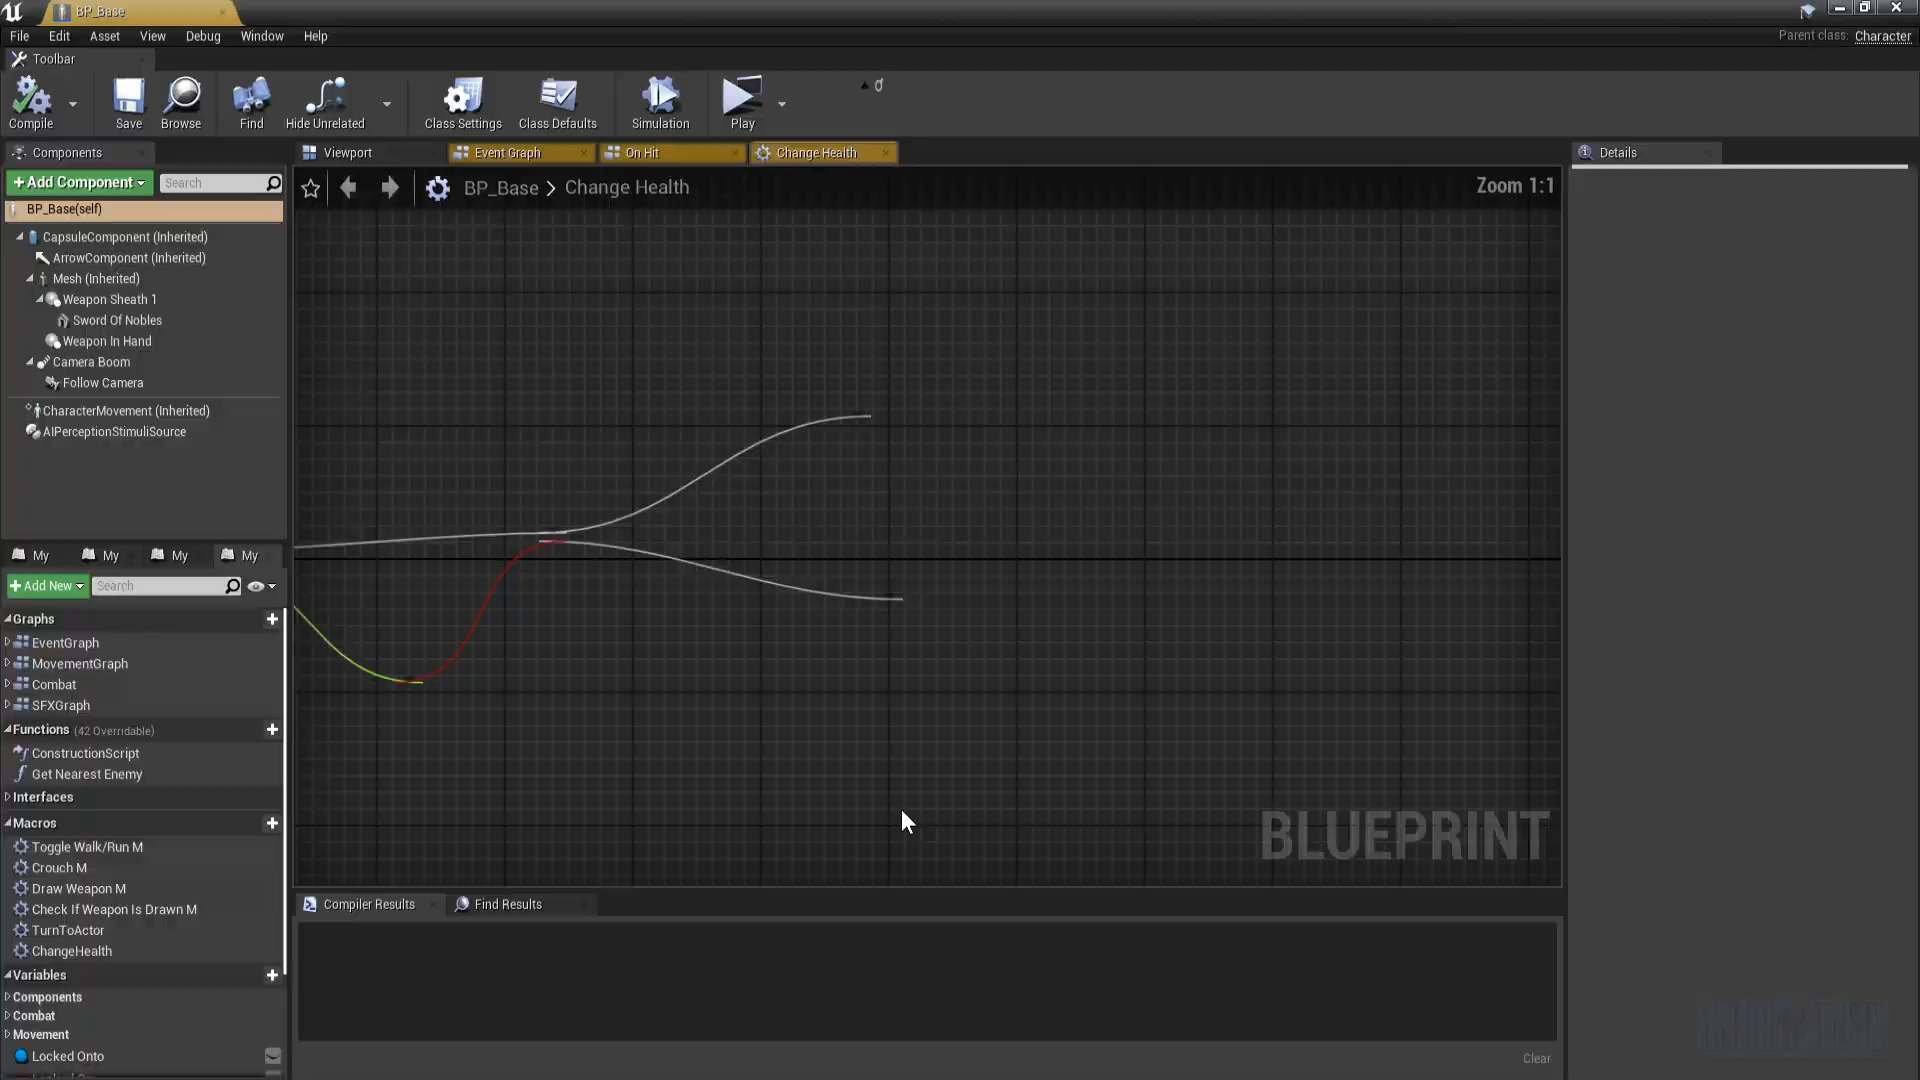 BP_Base
File Edit Asset View Debug Window Help
Parent class: Character
Toolbar
Compile Save Browse Find Hide Unrelated Class Settings Class Defaults Simulation Play
Components
Viewport Event Graph On Hit Change Health
Details
+Add Component Search
BP_Base > Change Health
Zoom 1:1
BP_Base(self)
CapsuleComponent (Inherited)
ArrowComponent (Inherited)
Mesh (Inherited)
Weapon Sheath 1
Sword Of Nobles
Weapon In Hand
Camera Boom
Follow Camera
CharacterMovement (Inherited)
AIPerceptionStimuliSource
My My My My
+Add New Search
Graphs
EventGraph
MovementGraph
Combat
SFXGraph
Functions (42 Overridable)
ConstructionScript
Get Nearest Enemy
Interfaces
Macros
Toggle Walk/Run M
Crouch M
Draw Weapon M
Check If Weapon Is Drawn M
TurnToActor
ChangeHealth
Variables
Components
Combat
Movement
Locked Onto
BLUEPRINT
Compiler Results Find Results
Clear